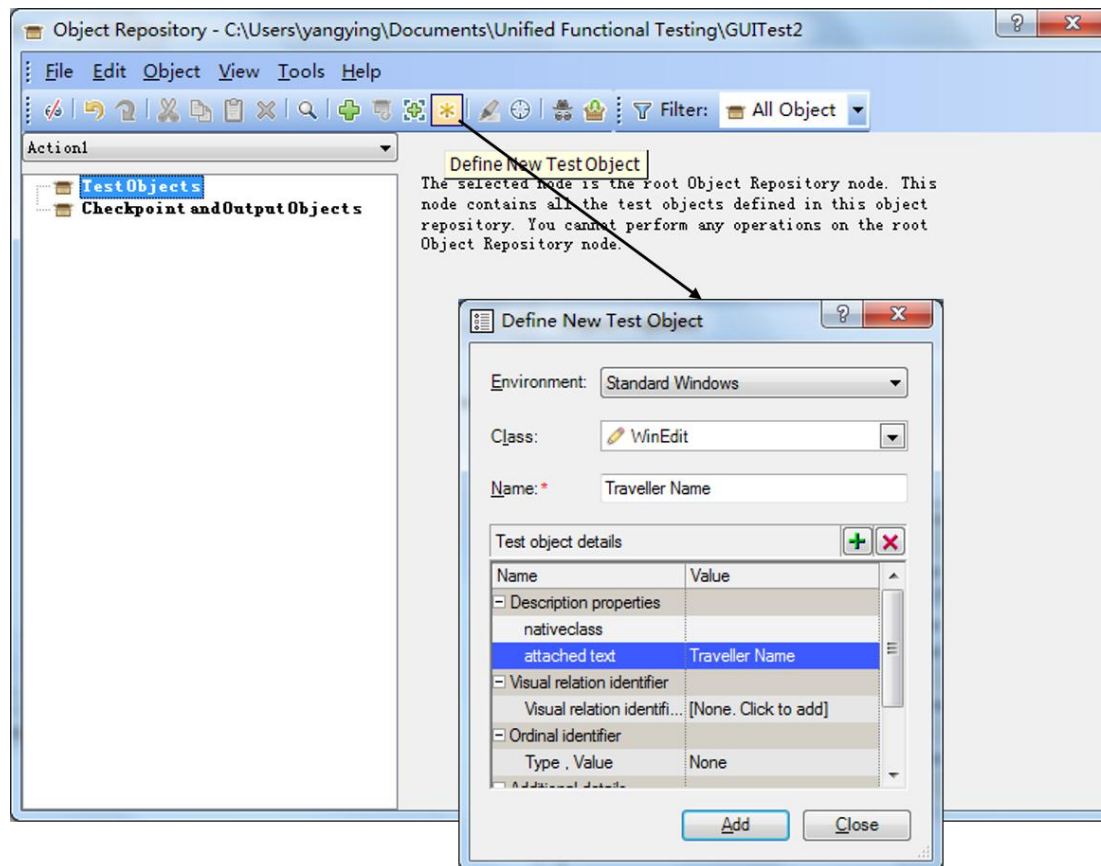 Object Repository - C:\Users\yangying\Documents\Unified Functional Testing\GUITest2
File Edit Object View Tools Help
Filter: All Object
Action1
Define New Test Object
Test Objects
Checkpoint and Output Objects
The selected node is the root Object Repository node. This
node contains all the test objects defined in this object
repository. You cannot perform any operations on the root
Object Repository node.
Define New Test Object
Environment: Standard Windows
Class: WinEdit
Name: * Traveller Name
Test object details
Name Value
Description properties
nativeclass
attached text Traveller Name
Visual relation identifier
Visual relation identifi... [None. Click to add]
Ordinal identifier
Type , Value None
Additional details
Add Close